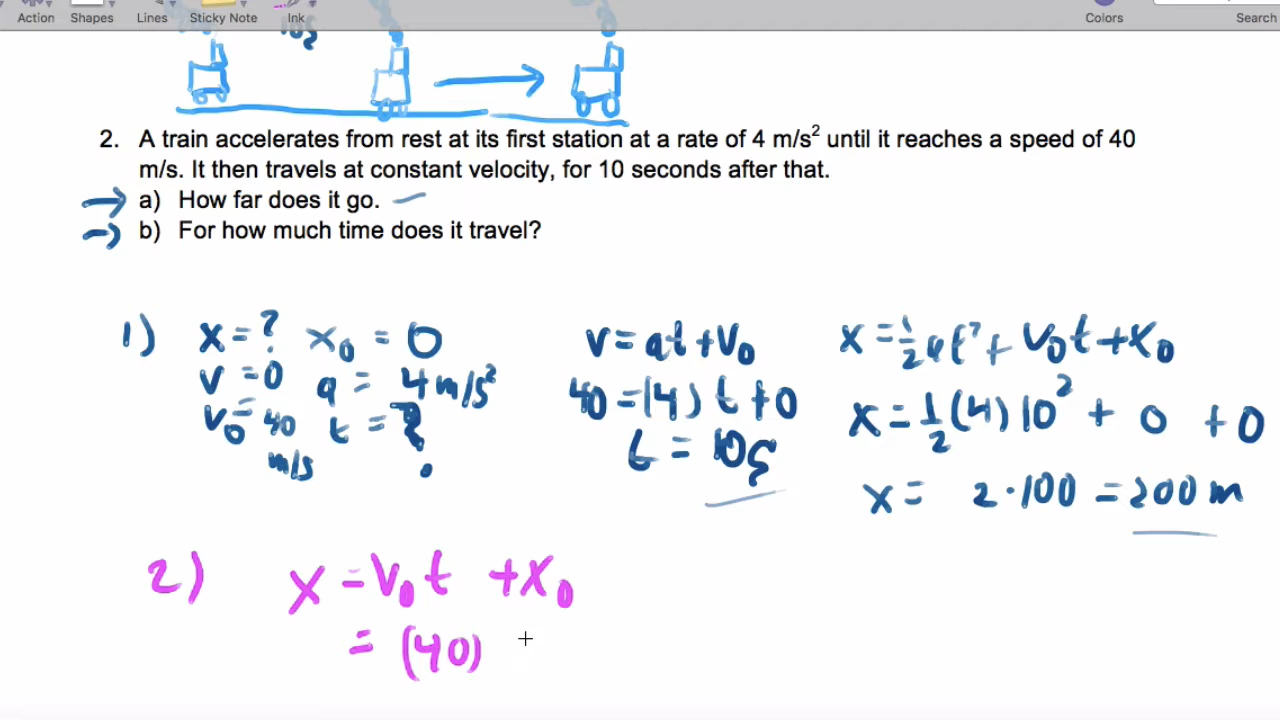 Action Shapes Lines Sticky Note Ink Colors Search
10s
2. A train accelerates from rest at its first station at a rate of 4 m/s² until it reaches a speed of 40
m/s. It then travels at constant velocity, for 10 seconds after that.
a) How far does it go.
b) For how much time does it travel?
1) x = ? x₀ = 0
v = 0 a = 4 m/s²
v₀ = 40 t = ?
m/s
v = at + v₀
40 = (4) t + 0
t = 10s
x = ½at² + v₀t + x₀
x = ½(4)10² + 0 + 0
x = 2·100 = 200 m
2) x = v₀t + x₀
= (40)